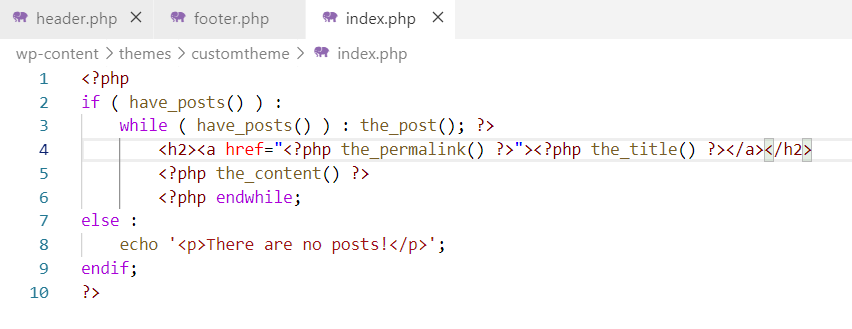 header.php × footer.php index.php ×
wp-content > themes > customtheme > index.php
1 <?php
2 if ( have_posts() ) :
3     while ( have_posts() ) : the_post(); ?>
4         <h2><a href="<?php the_permalink() ?>"><?php the_title() ?></a></h2>
5         <?php the_content() ?>
6         <?php endwhile;
7 else :
8     echo '<p>There are no posts!</p>';
9 endif;
10 ?>